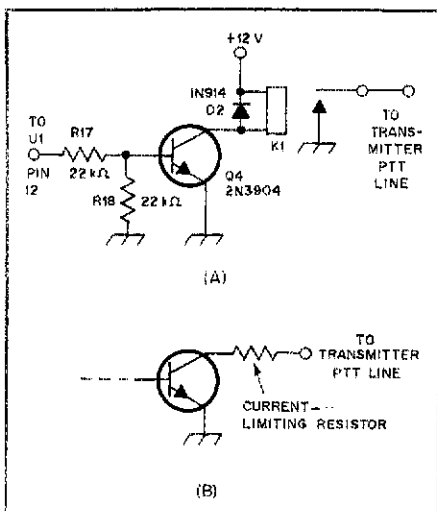 +12 V
IN914
D2
K1
TO
U1
PIN
12
R17
22 kΩ
R18
22 kΩ
Q4
2N3904
TO
TRANS-
MITTER
PTT
LINE
(A)
TO
TRANSMITTER
PTT LINE
CURRENT-
LIMITING RESISTOR
(B)